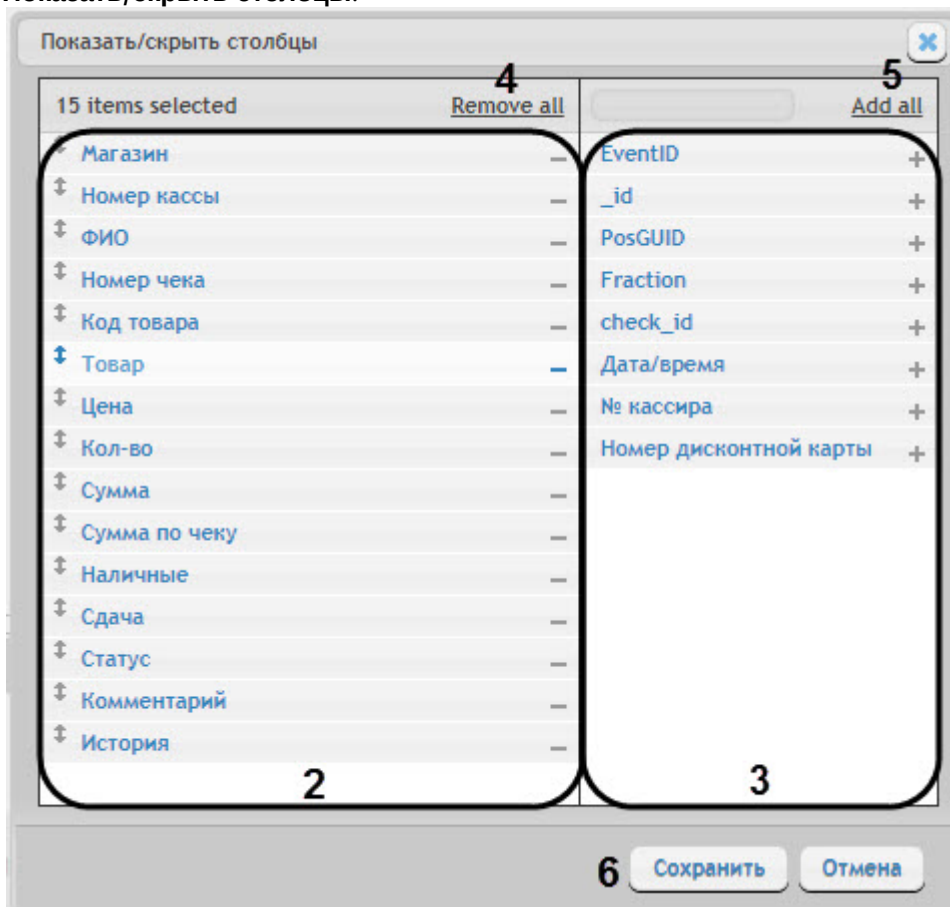 Показать/скрыть столбцы
5
4
15 items selected Remove all Add all
Магазин
Номер кассы
ФИО
Номер чека
Код товара
Товар
Цена
Кол-во
Сумма
Сумма по чеку
Наличные
Сдача
Статус
Комментарий
История
2
EventID
_id
PosGUID
Fraction
check_id
Дата/время
№ кассира
Номер дисконтной карты
3
6 Сохранить Отмена